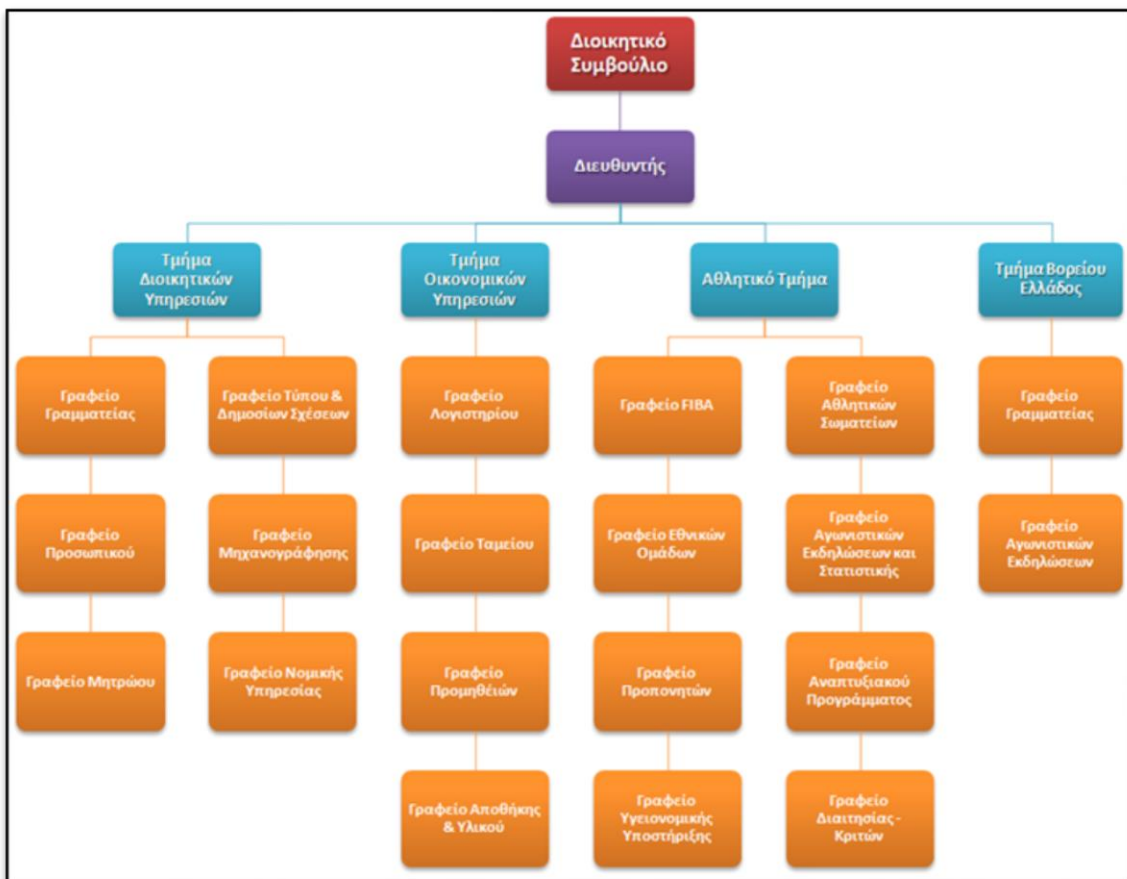 Διοικητικό
Συμβούλιο
Διευθυντής
Τμήμα
Διοικητικών
Υπηρεσιών
Τμήμα
Οικονομικών
Υπηρεσιών
Αθλητικό Τμήμα
Τμήμα Βορείου
Ελλάδος
Γραφείο
Γραμματείας
Γραφείο Τύπου &
Δημοσίων Σχέσεων
Γραφείο
Λογιστηρίου
Γραφείο FIBA
Γραφείο
Αθλητικών
Σωματείων
Γραφείο
Γραμματείας
Γραφείο
Προσωπικού
Γραφείο
Μηχανογράφησης
Γραφείο Ταμείου
Γραφείο Εθνικών
Ομάδων
Γραφείο
Αγωνιστικών
Εκδηλώσεων και
Στατιστικής
Γραφείο
Αγωνιστικών
Εκδηλώσεων
Γραφείο Μητρώου
Γραφείο Νομικής
Υπηρεσίας
Γραφείο
Προμηθέιών
Γραφείο
Προπονητών
Γραφείο
Αναπτυξιακού
Προγράμματος
Γραφείο Αποθήκης
& Υλικού
Γραφείο
Υγειονομικής
Υποστήριξης
Γραφείο
Διαιτησίας -
Κριτών